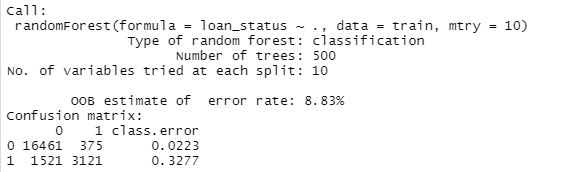 Call:
 randomForest(formula = loan_status ~ ., data = train, mtry = 10)
               Type of random forest: classification
                     Number of trees: 500
No. of variables tried at each split: 10
        OOB estimate of  error rate: 8.83%
Confusion matrix:
      0    1 class.error
0 16461  375      0.0223
1  1521 3121      0.3277